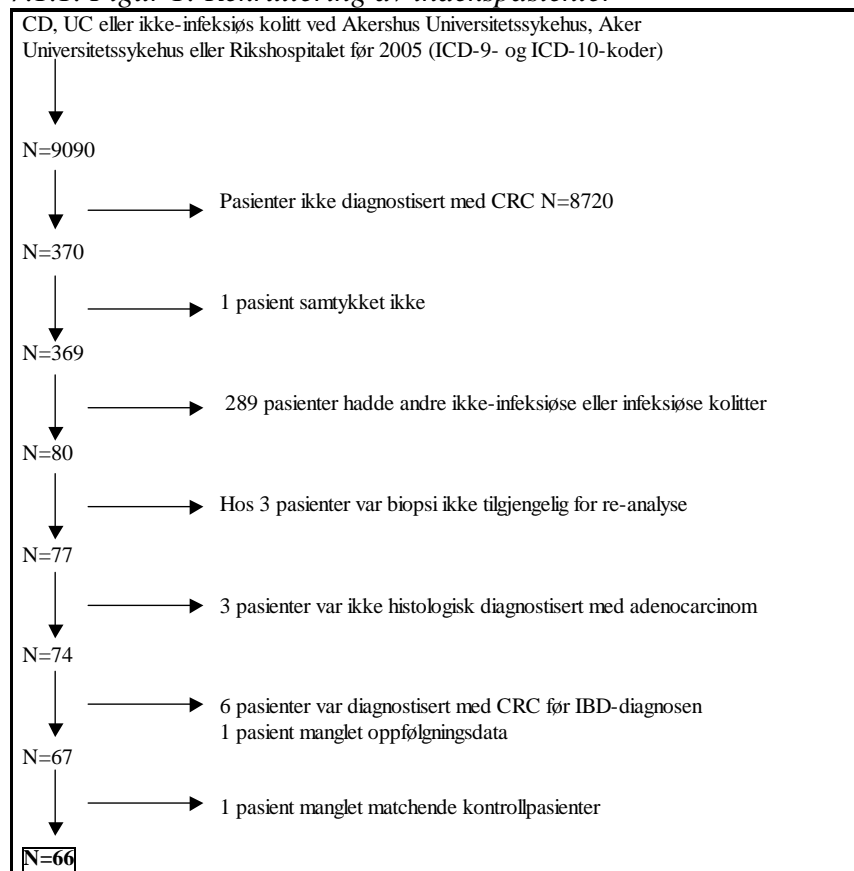 CD, UC eller ikke-infeksiøs kolitt ved Akershus Universitetssykehus, Aker
Universitetssykehus eller Rikshospitalet før 2005 (ICD-9- og ICD-10-koder)
N=9090
Pasienter ikke diagnostisert med CRC N=8720
N=370
1 pasient samtykket ikke
N=369
289 pasienter hadde andre ikke-infeksiøse eller infeksiøse kolitter
N=80
Hos 3 pasienter var biopsi ikke tilgjengelig for re-analyse
N=77
3 pasienter var ikke histologisk diagnostisert med adenocarcinom
N=74
6 pasienter var diagnostisert med CRC før IBD-diagnosen
1 pasient manglet oppfølgningsdata
N=67
1 pasient manglet matchende kontrollpasienter
N=66